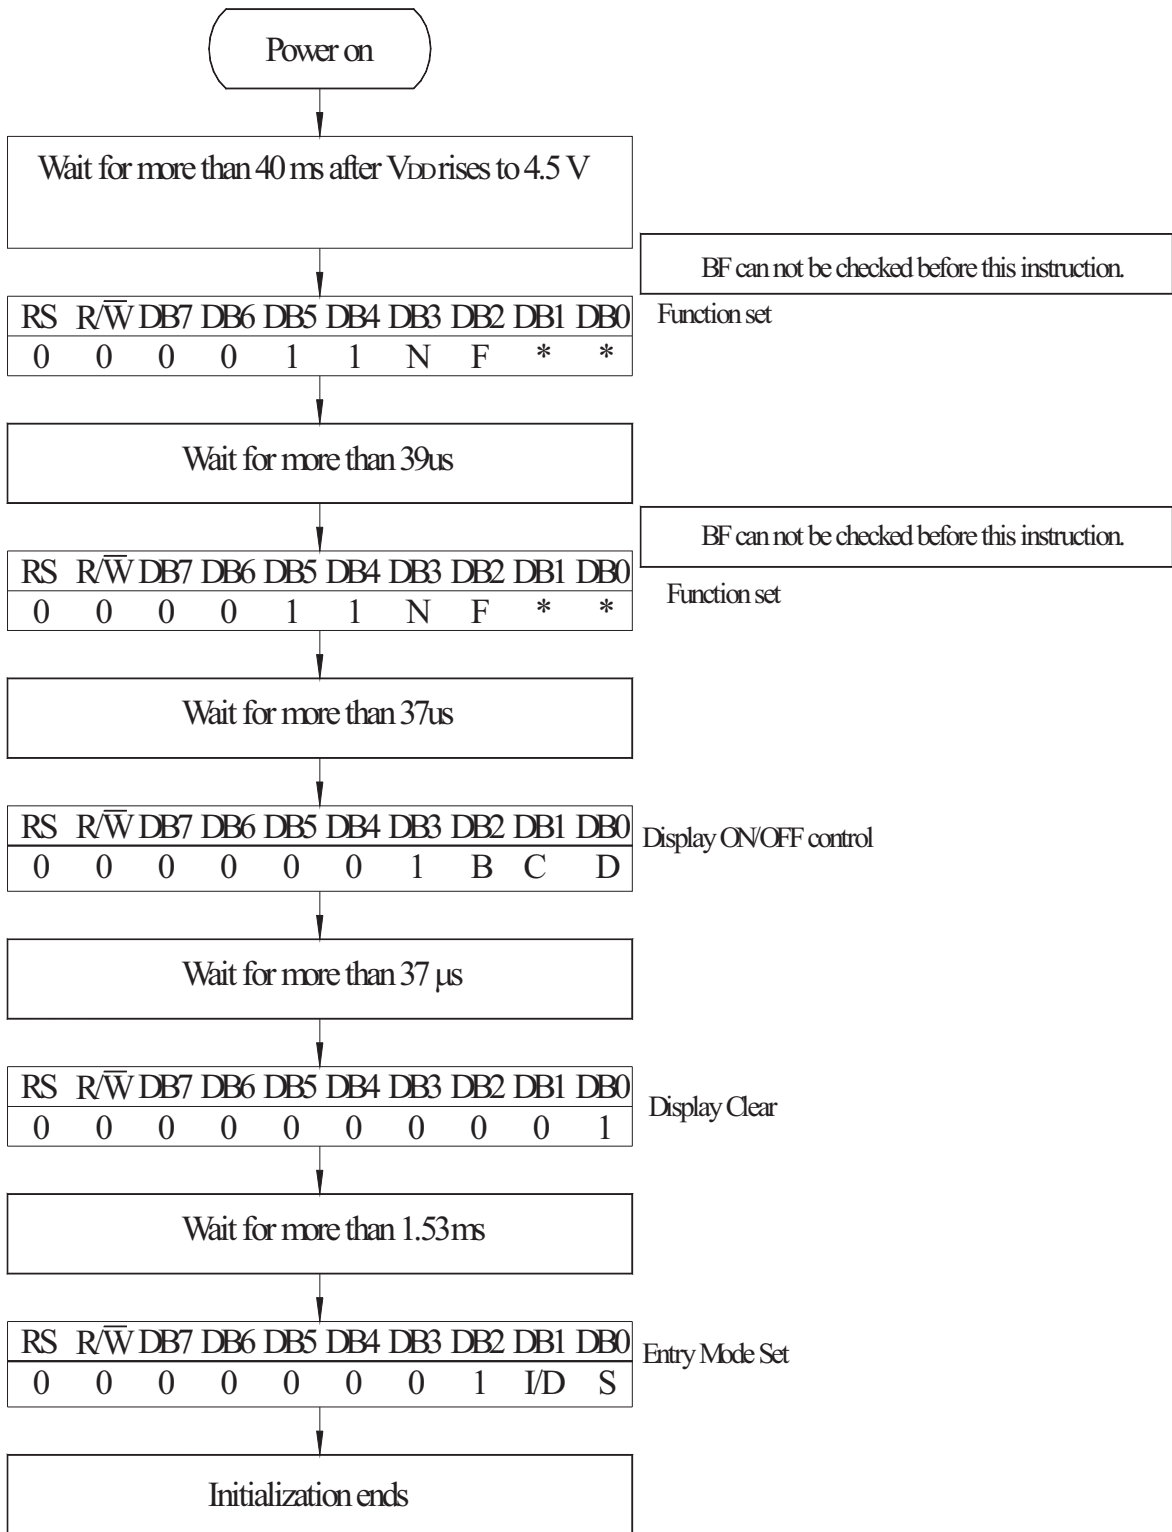 Power on
Wait for more than 40 ms after VDD rises to 4.5 V
BF can not be checked before this instruction.
RS R/W̅ DB7 DB6 DB5 DB4 DB3 DB2 DB1 DB0
Function set
0 0 0 0 1 1 N F * *
Wait for more than 39us
BF can not be checked before this instruction.
RS R/W̅ DB7 DB6 DB5 DB4 DB3 DB2 DB1 DB0
Function set
0 0 0 0 1 1 N F * *
Wait for more than 37us
RS R/W̅ DB7 DB6 DB5 DB4 DB3 DB2 DB1 DB0
Display ON/OFF control
0 0 0 0 0 0 1 B C D
Wait for more than 37 μs
RS R/W̅ DB7 DB6 DB5 DB4 DB3 DB2 DB1 DB0
Display Clear
0 0 0 0 0 0 0 0 0 1
Wait for more than 1.53ms
RS R/W̅ DB7 DB6 DB5 DB4 DB3 DB2 DB1 DB0
Entry Mode Set
0 0 0 0 0 0 0 1 I/D S
Initialization ends